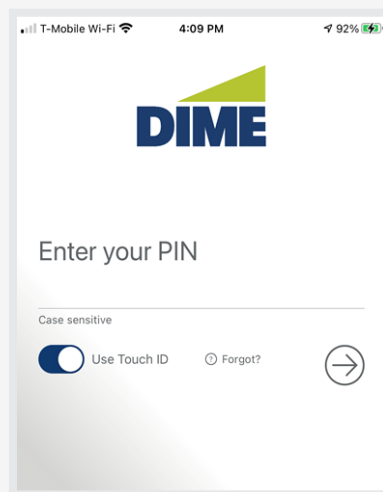 T-Mobile Wi-Fi 4:09 PM 92%
DIME
Enter your PIN
Case sensitive
Use Touch ID ? Forgot?